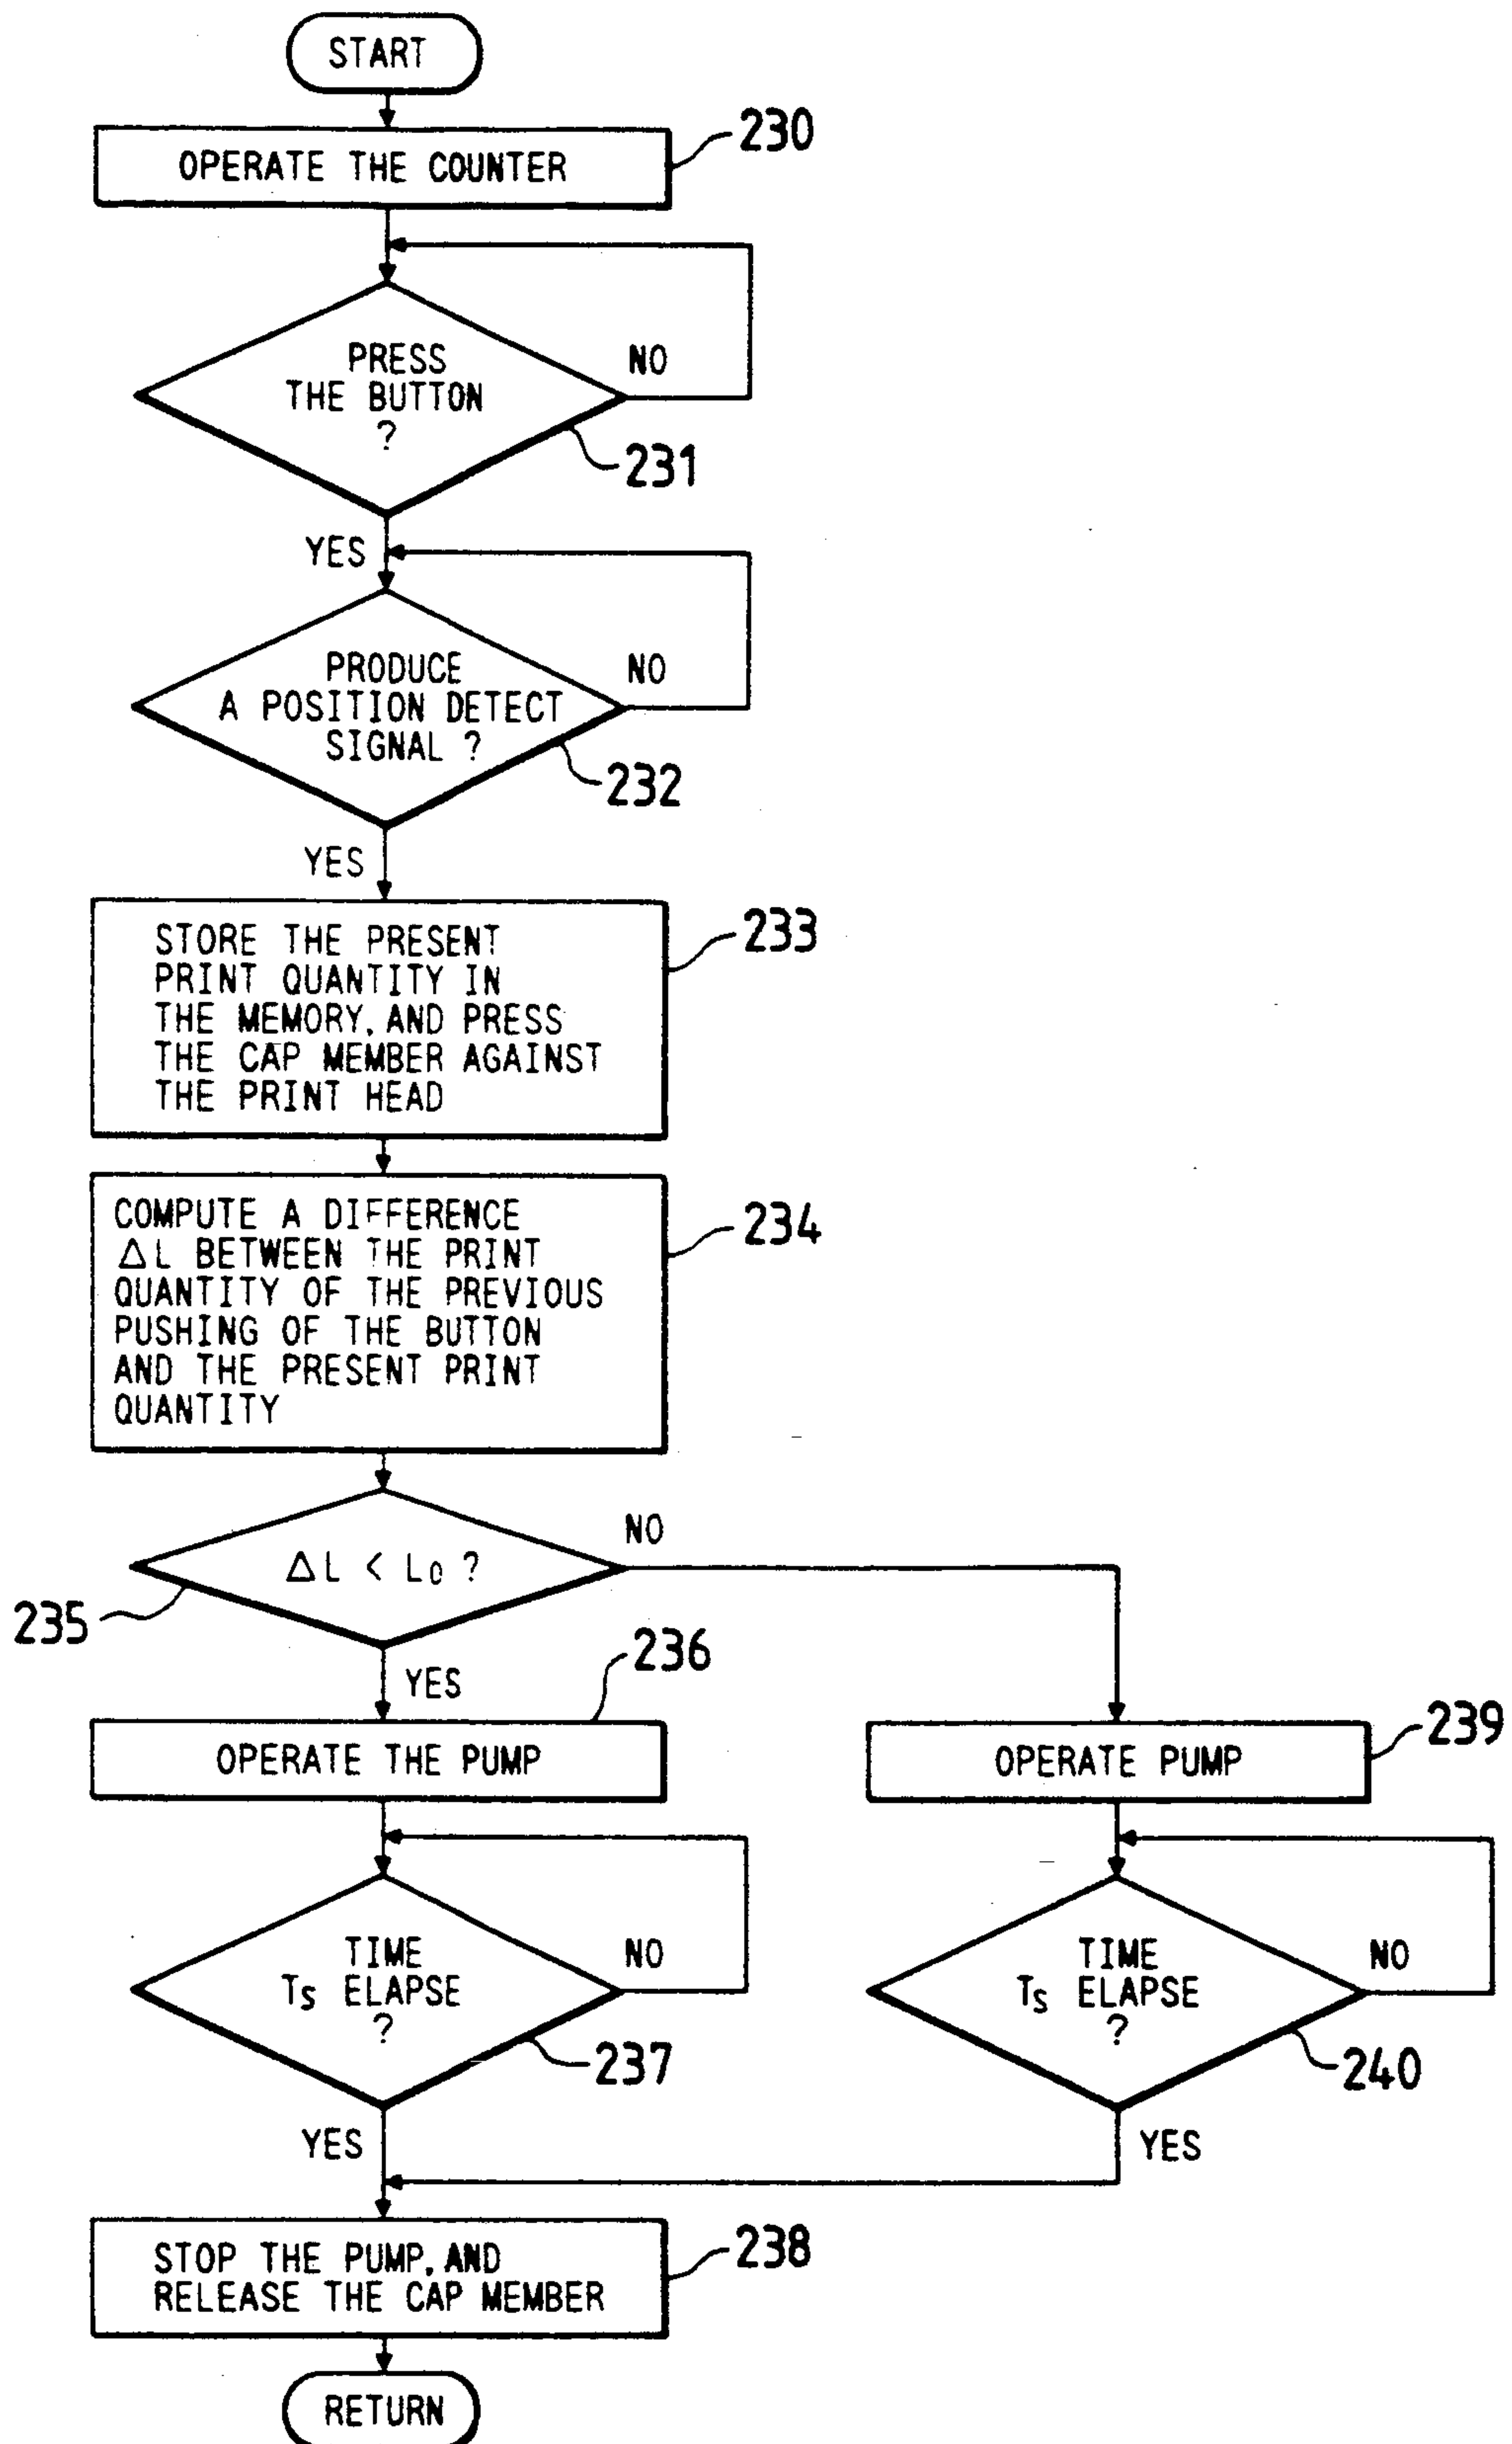 START
OPERATE THE COUNTER
230
PRESS
THE BUTTON
?
NO
231
YES
PRODUCE
A POSITION DETECT
SIGNAL ?
NO
232
YES
STORE THE PRESENT
PRINT QUANTITY IN
THE MEMORY, AND PRESS
THE CAP MEMBER AGAINST
THE PRINT HEAD
233
COMPUTE A DIFFERENCE
ΔL BETWEEN THE PRINT
QUANTITY OF THE PREVIOUS
PUSHING OF THE BUTTON
AND THE PRESENT PRINT
QUANTITY
234
ΔL < L0 ?
NO
235
YES
236
OPERATE THE PUMP
239
OPERATE PUMP
TIME
TS ELAPSE
?
NO
237
TIME
TS ELAPSE
?
NO
240
YES
YES
STOP THE PUMP, AND
RELEASE THE CAP MEMBER
238
RETURN